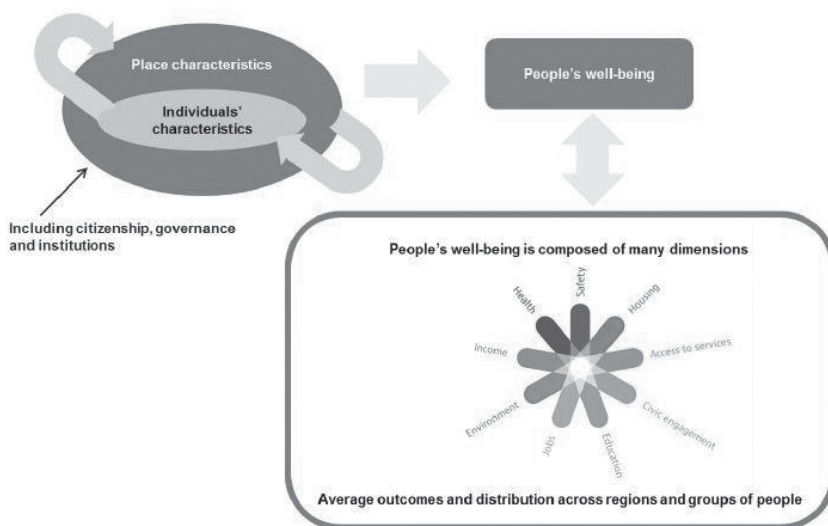 Place characteristics
Individuals'
characteristics
People's well-being
Including citizenship, governance
and institutions
People's well-being is composed of many dimensions
Safety
Health
Housing
Income
Access to services
Environment
Civic engagement
Jobs
Education
Average outcomes and distribution across regions and groups of people